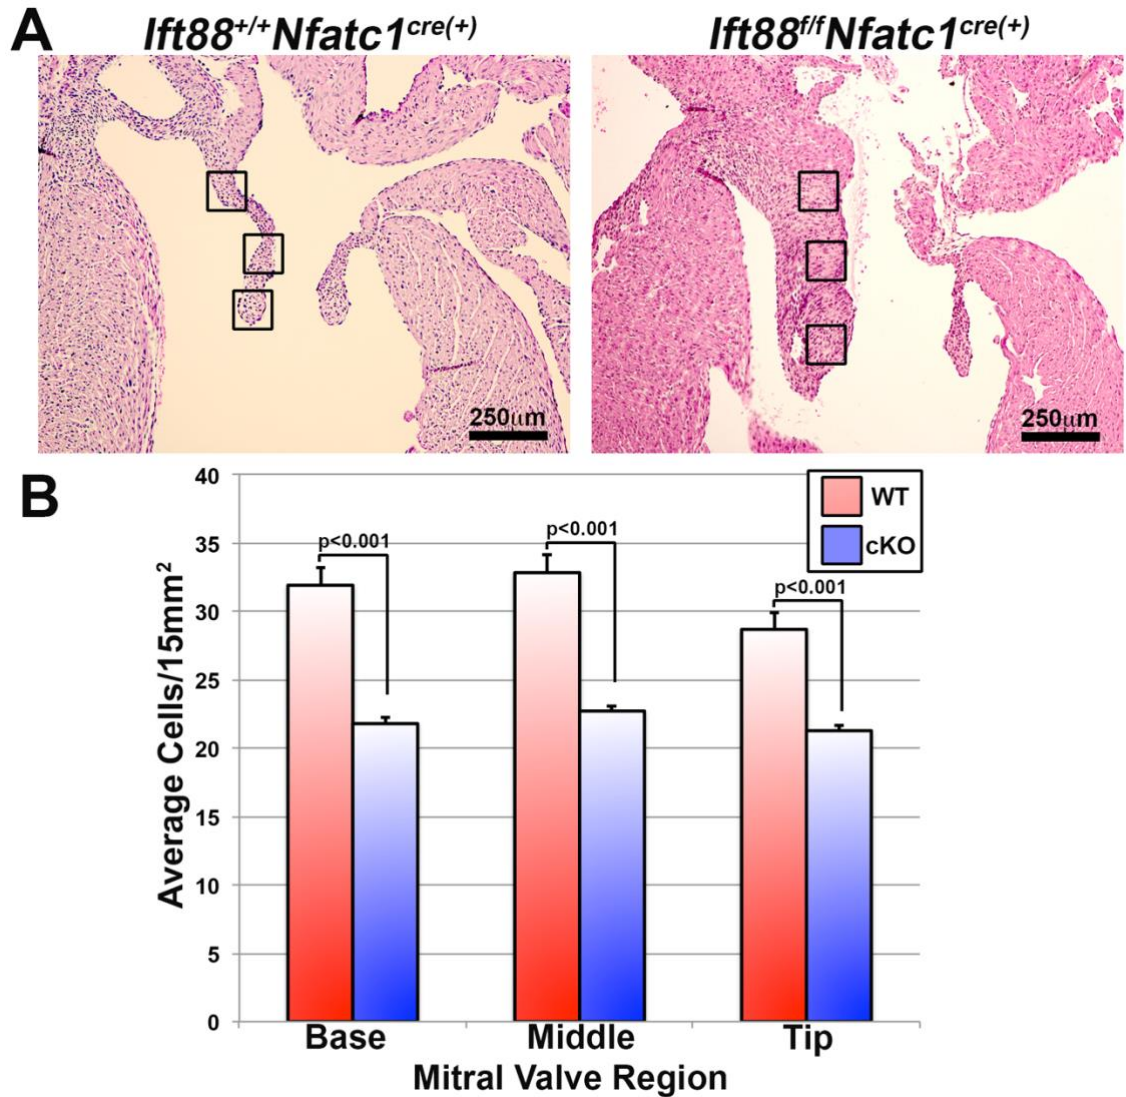 A
Ift88+/+Nfatc1cre(+)
Ift88f/fNfatc1cre(+)
250μm
250μm
B
Average Cells/15mm²
40
35
30
25
20
15
10
5
0
p<0.001
p<0.001
p<0.001
WT
cKO
Base
Middle
Tip
Mitral Valve Region